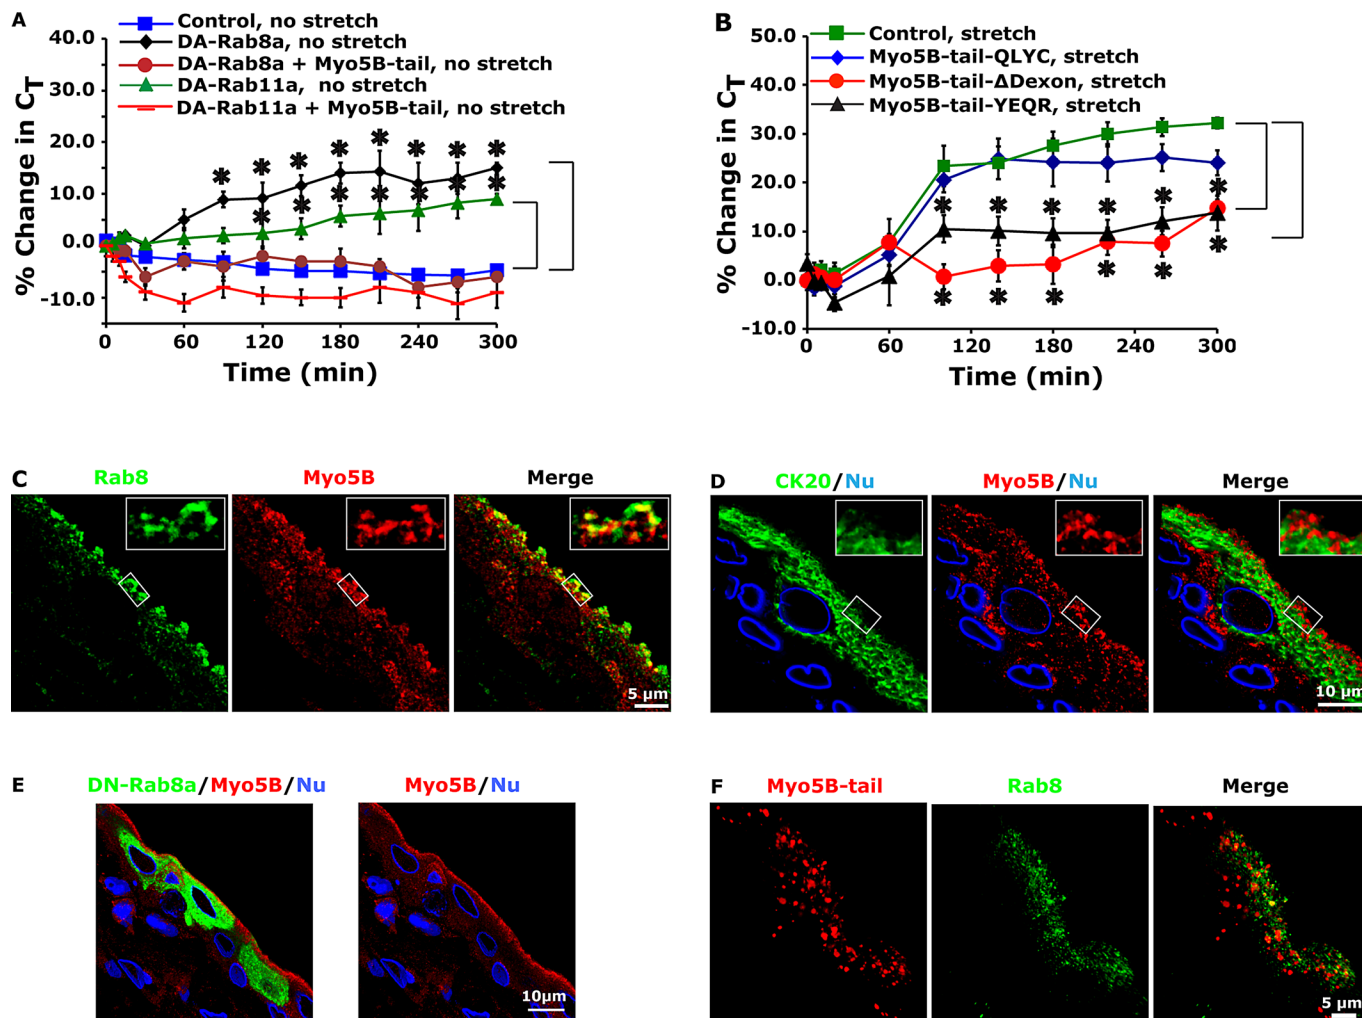 A
Control, no stretch
DA-Rab8a, no stretch
DA-Rab8a + Myo5B-tail, no stretch
DA-Rab11a, no stretch
DA-Rab11a + Myo5B-tail, no stretch
% Change in CT
40.0
30.0
20.0
10.0
0.0
-10.0
* * * * * * * *
* * * * * * *
0 60 120 180 240 300
Time (min)
B
Control, stretch
Myo5B-tail-QLYC, stretch
Myo5B-tail-ΔDexon, stretch
Myo5B-tail-YEQR, stretch
% Change in CT
50.0
40.0
30.0
20.0
10.0
0.0
-10.0
* * * * * *
* * * * * *
0 60 120 180 240 300
Time (min)
C
Rab8 Myo5B Merge
5 µm
D
CK20/Nu Myo5B/Nu Merge
10 µm
E
DN-Rab8a/Myo5B/Nu Myo5B/Nu
10µm
F
Myo5B-tail Rab8 Merge
5 µm